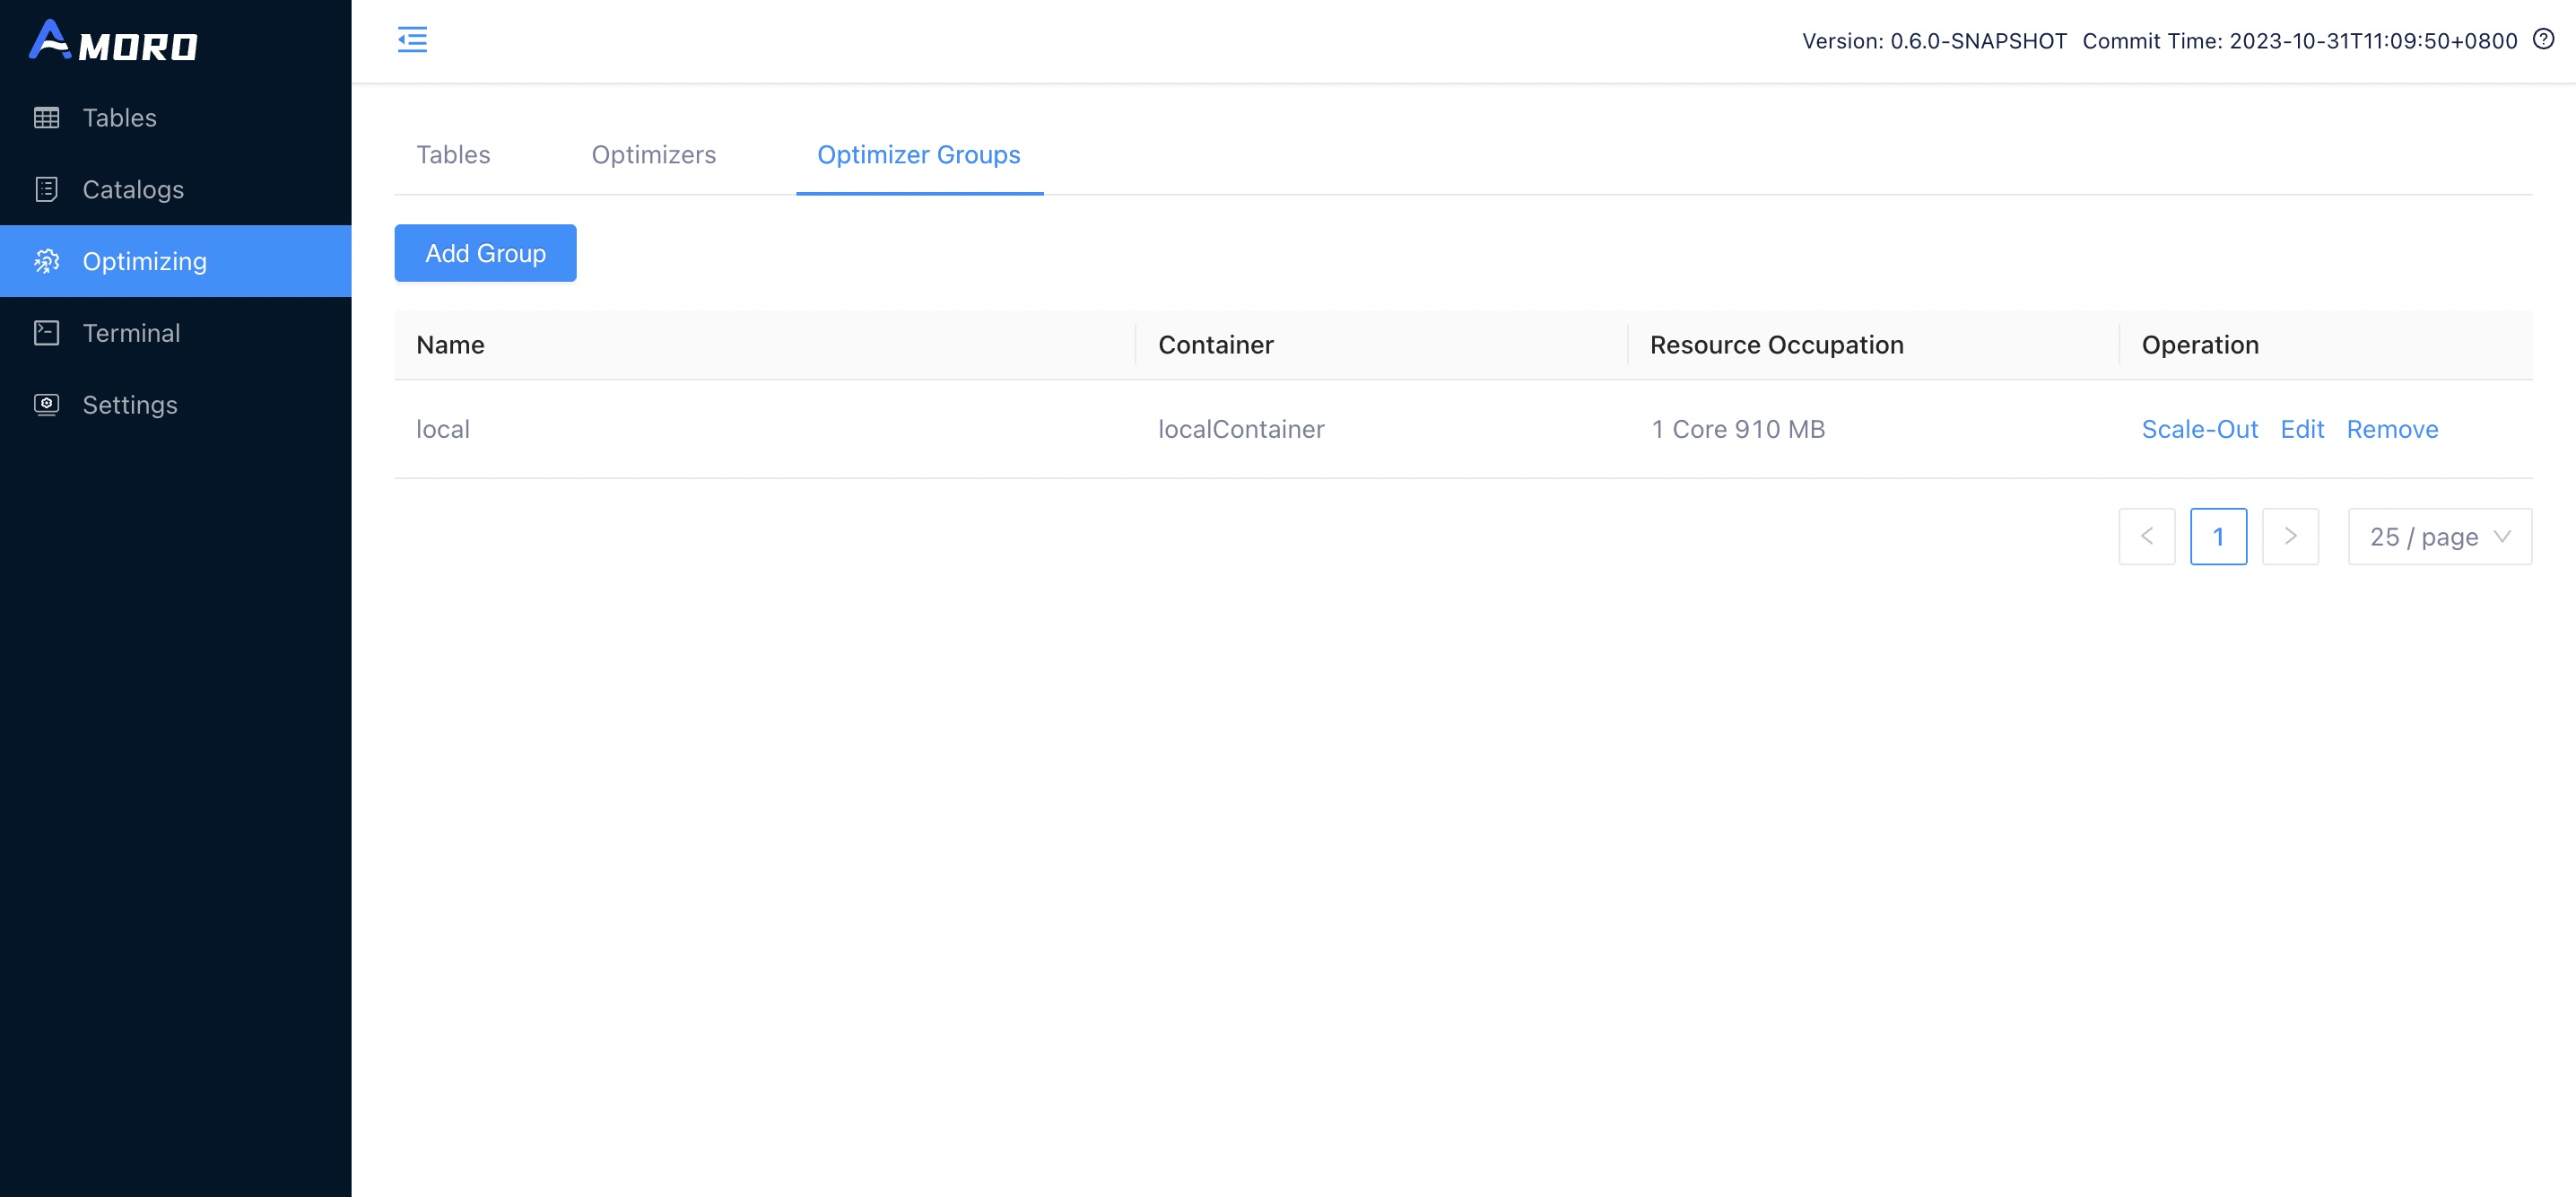 AMORO
Version: 0.6.0-SNAPSHOT Commit Time: 2023-10-31T11:09:50+0800
Tables
Catalogs
Optimizing
Terminal
Settings
Tables Optimizers Optimizer Groups
Add Group
Name Container Resource Occupation Operation
local localContainer 1 Core 910 MB Scale-Out Edit Remove
1 25 / page